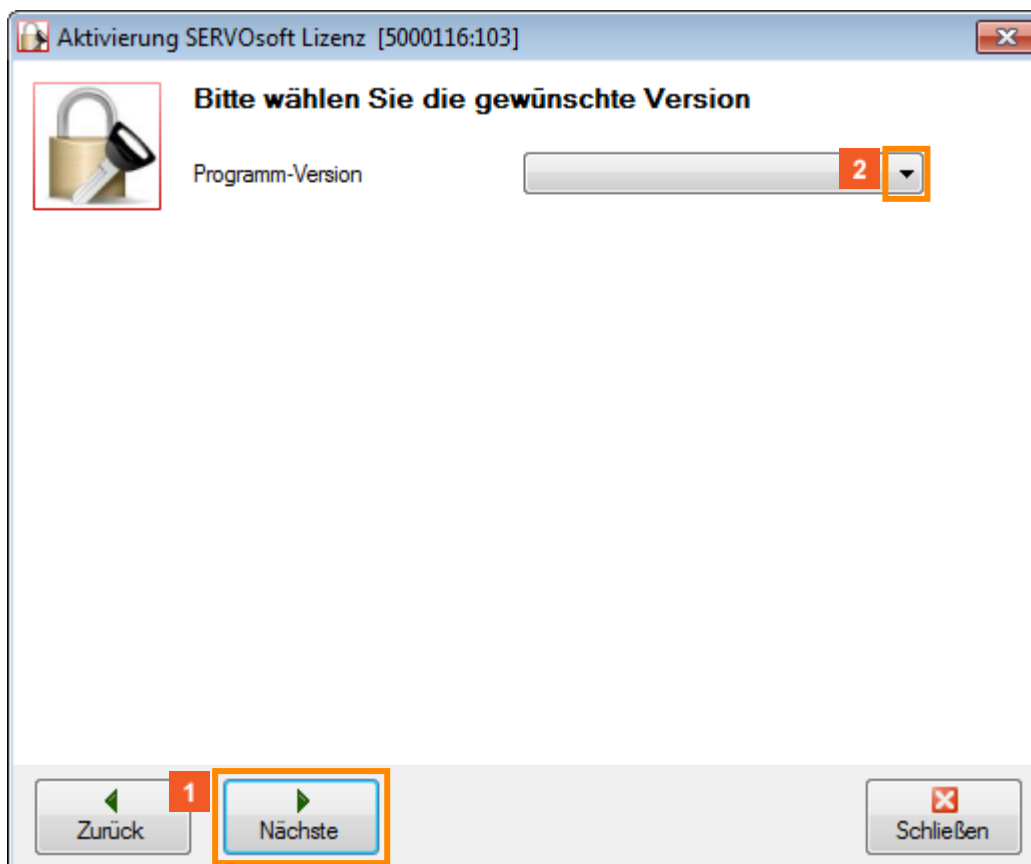 Aktivierung SERVOsoft Lizenz [5000116:103]
Bitte wählen Sie die gewünschte Version
Programm-Version
2
1
Zurück
Nächste
Schließen